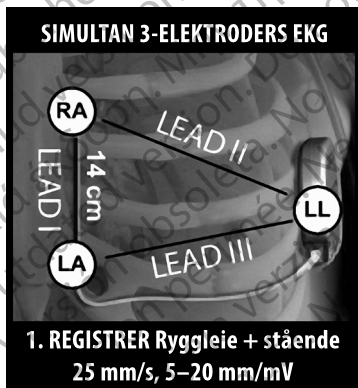 SIMULTAN 3-ELEKTRODERS EKG
RA
LEAD II
LEAD I
14 cm
LL
LA
LEAD III
1. REGISTRER Ryggleie + stående
25 mm/s, 5–20 mm/mV